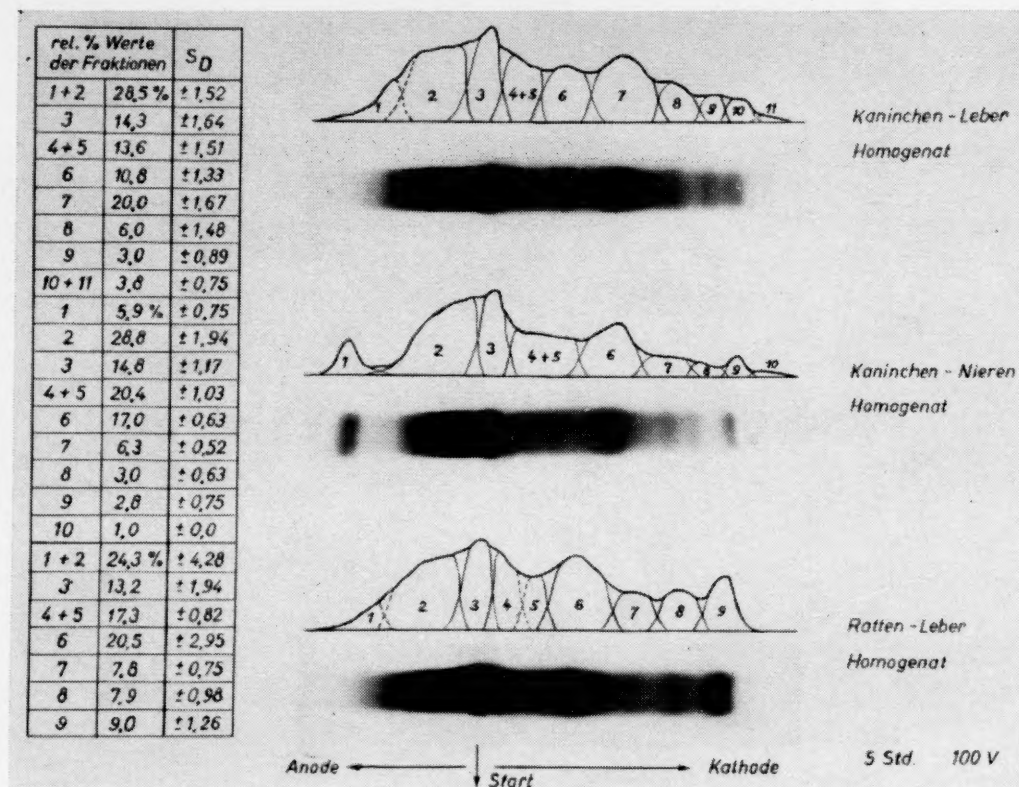 rel. % Werte der Fraktionen S_D
1+2 28,5 % ±1,52
3 14,3 ±1,64
4+5 13,6 ±1,51
6 10,8 ±1,33
7 20,0 ±1,67
8 6,0 ±1,48
9 3,0 ±0,89
10+11 3,8 ±0,75
1 5,9 % ±0,75
2 28,8 ±1,94
3 14,8 ±1,17
4+5 20,4 ±1,03
6 17,0 ±0,63
7 6,3 ±0,52
8 3,0 ±0,63
9 2,8 ±0,75
10 1,0 ±0,0
1+2 24,3 % ±4,28
3 13,2 ±1,94
4+5 17,3 ±0,82
6 20,5 ±2,95
7 7,8 ±0,75
8 7,9 ±0,98
9 9,0 ±1,26
1 2 3 4+5 6 7 8 9 10 11
Kaninchen - Leber
Homogenat
1 2 3 4+5 6 7 8 9 10
Kaninchen - Nieren
Homogenat
1 2 3 4 5 6 7 8 9
Ratten - Leber
Homogenat
Anode Start Kathode
5 Std. 100 V